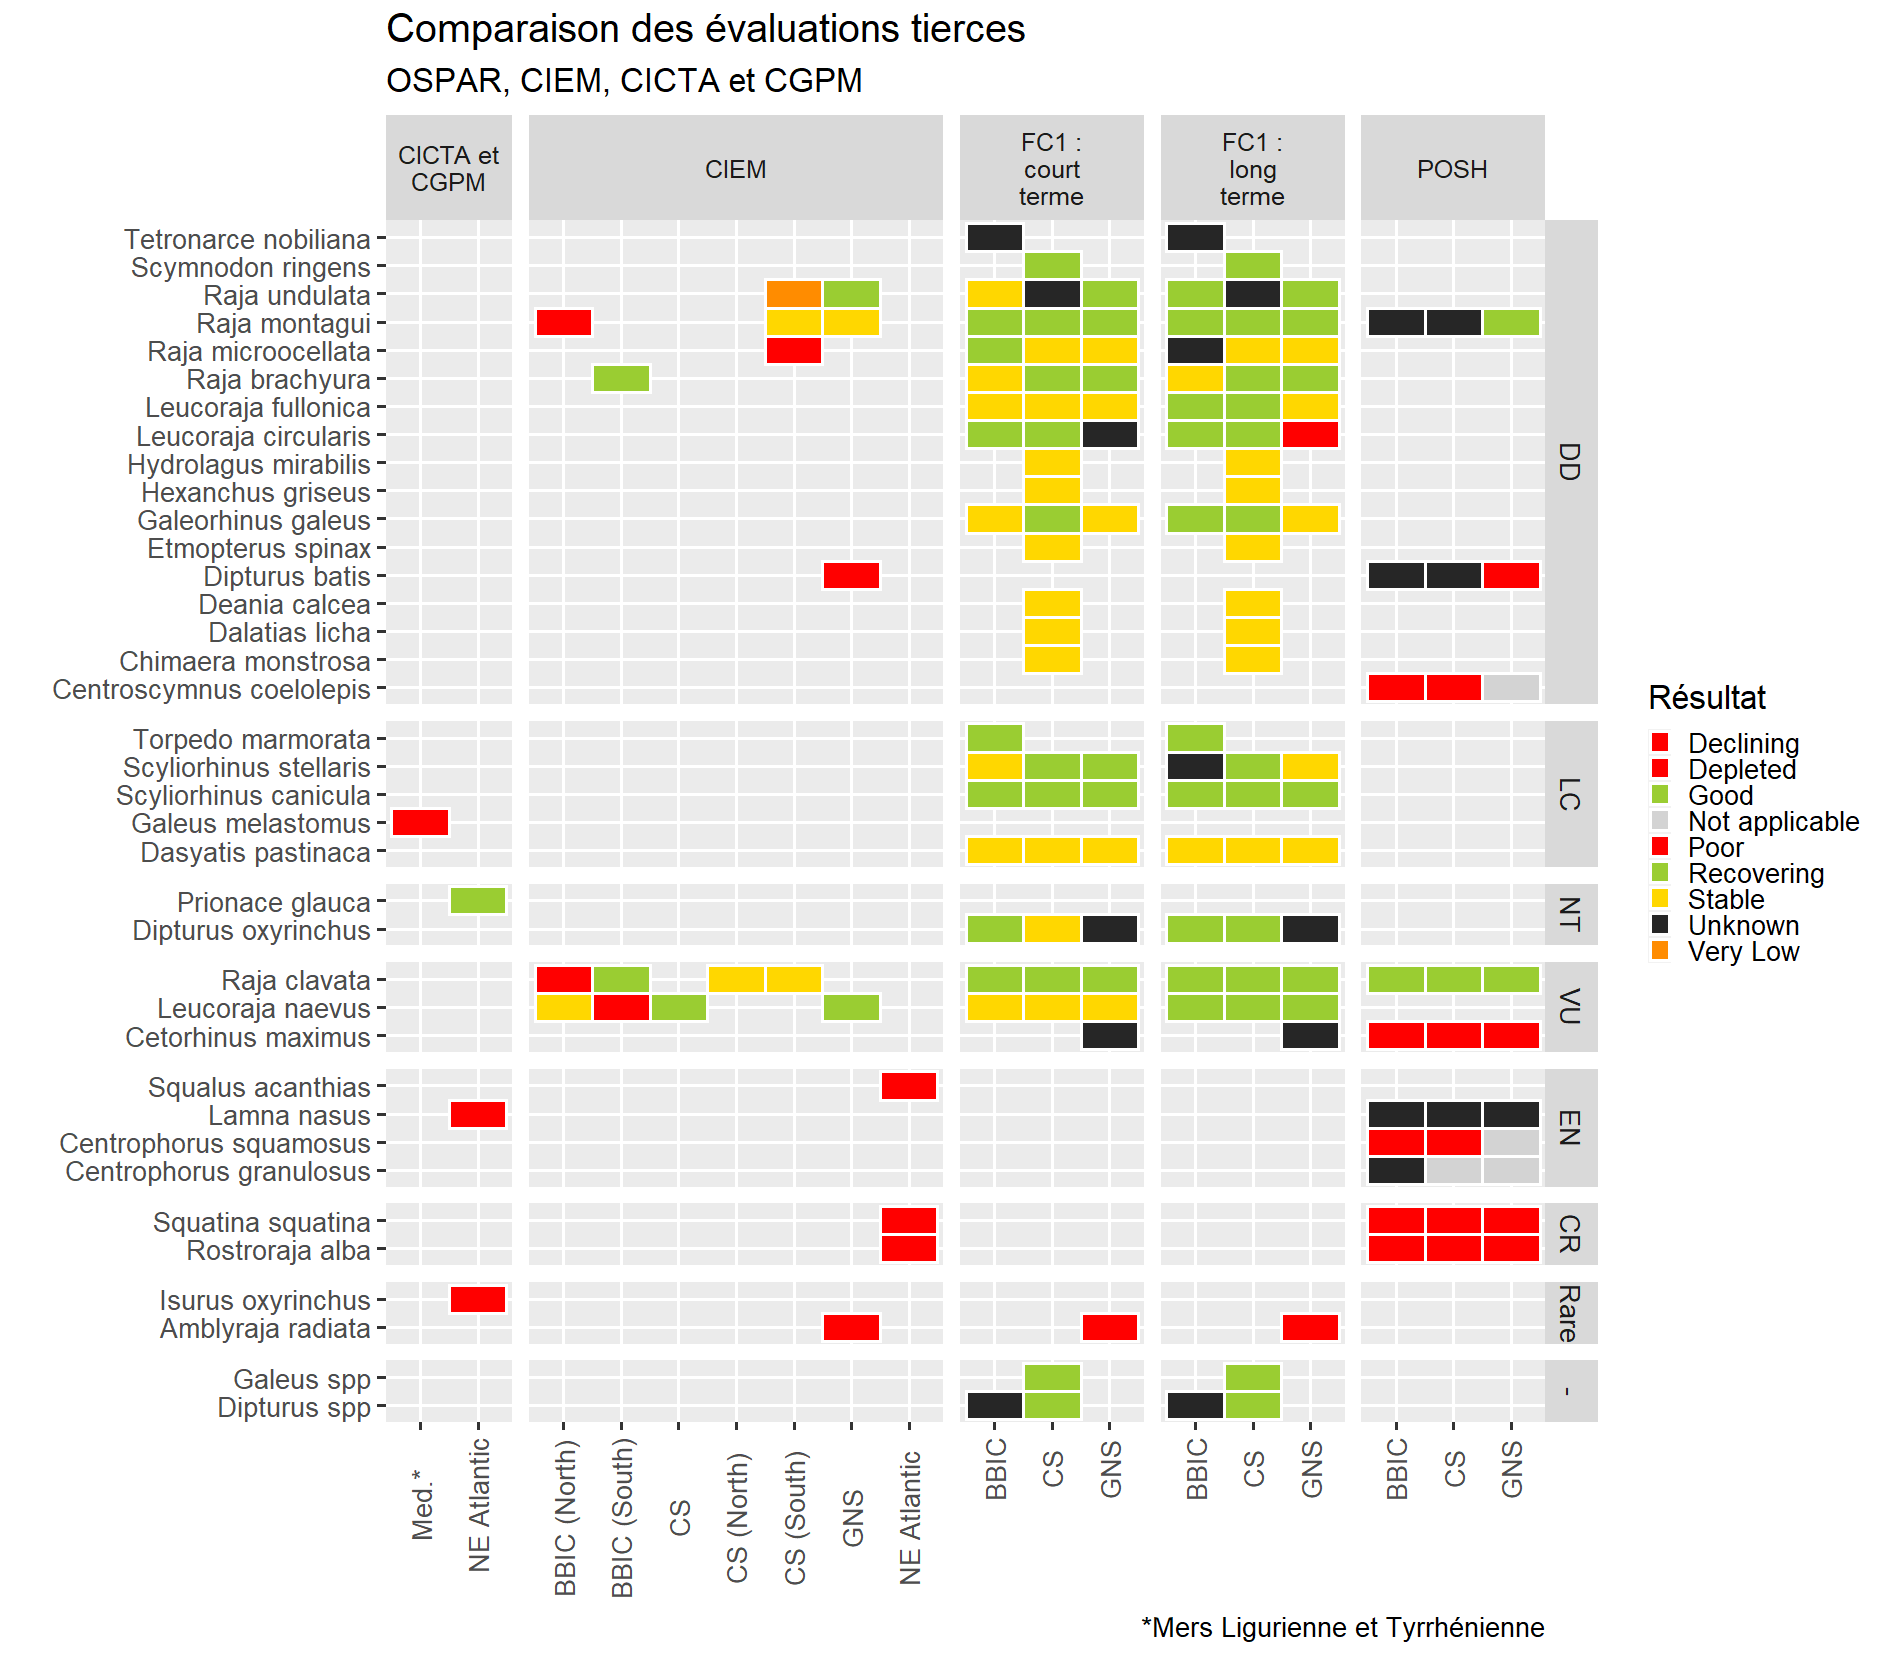 Comparaison des évaluations tierces
OSPAR, CIEM, CICTA et CGPM
CICTA et
CGPM
CIEM
FC1 :
court
terme
FC1 :
long
terme
POSH
Tetronarce nobiliana
Scymnodon ringens
Raja undulata
Raja montagui
Raja microocellata
Raja brachyura
Leucoraja fullonica
Leucoraja circularis
Hydrolagus mirabilis
Hexanchus griseus
Galeorhinus galeus
Etmopterus spinax
Dipturus batis
Deania calcea
Dalatias licha
Chimaera monstrosa
Centroscymnus coelolepis
DD
Torpedo marmorata
Scyliorhinus stellaris
Scyliorhinus canicula
Galeus melastomus
Dasyatis pastinaca
LC
Prionace glauca
Dipturus oxyrinchus
NT
Raja clavata
Leucoraja naevus
Cetorhinus maximus
VU
Squalus acanthias
Lamna nasus
Centrophorus squamosus
Centrophorus granulosus
EN
Squatina squatina
Rostroraja alba
CR
Isurus oxyrinchus
Amblyraja radiata
Rare
Galeus spp
Dipturus spp
-
Med.*
NE Atlantic
BBIC (North)
BBIC (South)
CS
CS (North)
CS (South)
GNS
NE Atlantic
BBIC
CS
GNS
BBIC
CS
GNS
BBIC
CS
GNS
Résultat
Declining
Depleted
Good
Not applicable
Poor
Recovering
Stable
Unknown
Very Low
*Mers Ligurienne et Tyrrhénienne